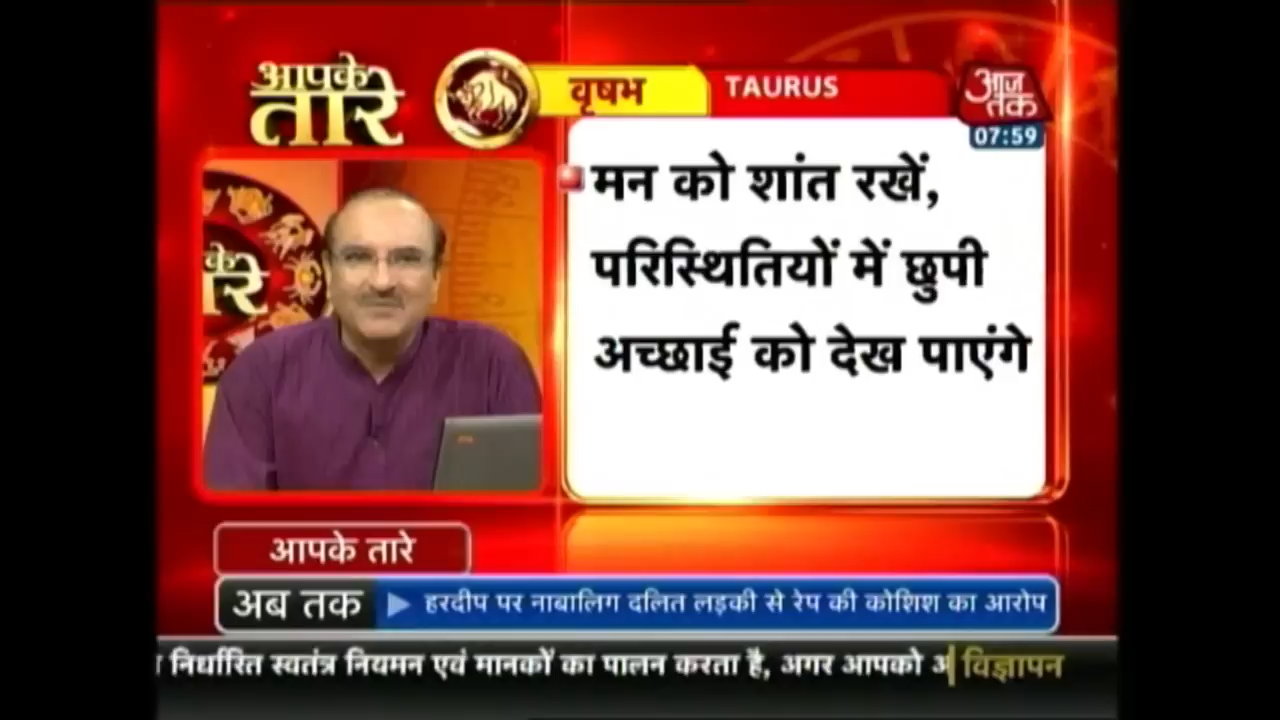 आपके
तारे
वृषभ
TAURUS
आज
तक
07:59
मन को शांत रखें,
परिस्थितियों में छुपी
अच्छाई को देख पाएंगे
के
तारे
आपके तारे
अब तक
हरदीप पर नाबालिग दलित लड़की से रेप की कोशिश का आरोप
निर्धारित स्वतंत्र नियमन एवं मानकों का पालन करता है, अगर आपको
विज्ञापन